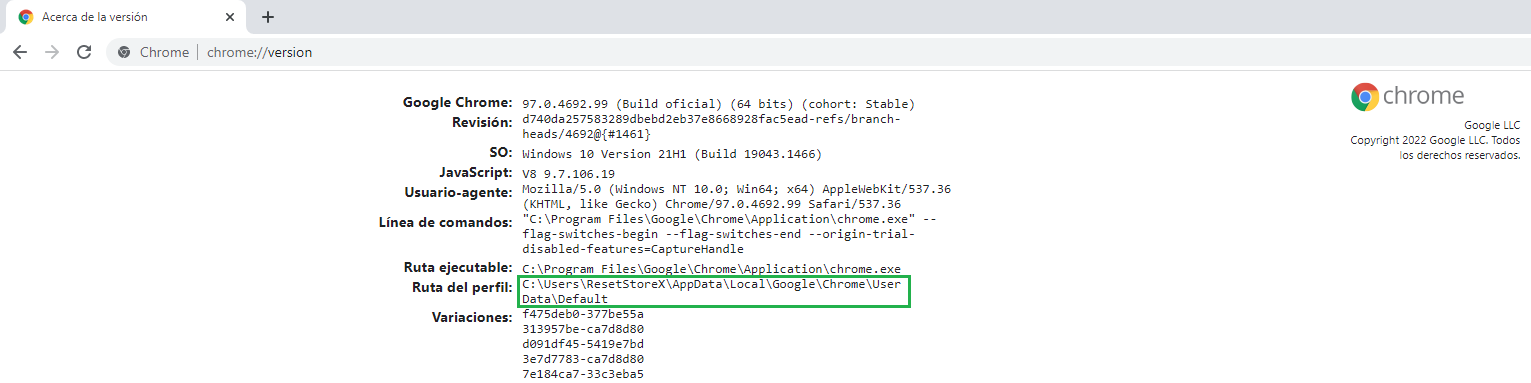 Acerca de la versión
Chrome | chrome://version
chrome
Google LLC
Copyright 2022 Google LLC. Todos
los derechos reservados.
Google Chrome: 97.0.4692.99 (Build oficial) (64 bits) (cohort: Stable)
Revisión: d740da257583289dbebd2eb37e8668928fac5ead-refs/branch-
heads/4692@{#1461}
SO: Windows 10 Version 21H1 (Build 19043.1466)
JavaScript: V8 9.7.106.19
Usuario-agente: Mozilla/5.0 (Windows NT 10.0; Win64; x64) AppleWebKit/537.36
(KHTML, like Gecko) Chrome/97.0.4692.99 Safari/537.36
Línea de comandos: "C:\Program Files\Google\Chrome\Application\chrome.exe" --
flag-switches-begin --flag-switches-end --origin-trial-
disabled-features=CaptureHandle
Ruta ejecutable: C:\Program Files\Google\Chrome\Application\chrome.exe
Ruta del perfil: C:\Users\ResetStoreX\AppData\Local\Google\Chrome\User
Data\Default
Variaciones: f475deb0-377be55a
313957be-ca7d8d80
d091df45-5419e7bd
3e7d7783-ca7d8d80
7e184ca7-33c3eba5